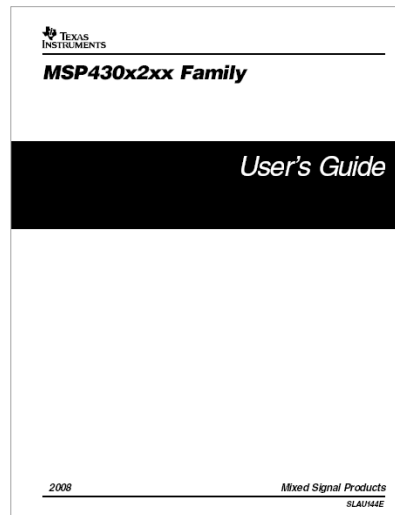 TEXAS
INSTRUMENTS
MSP430x2xx Family
User's Guide
2008
Mixed Signal Products
SLAU144E